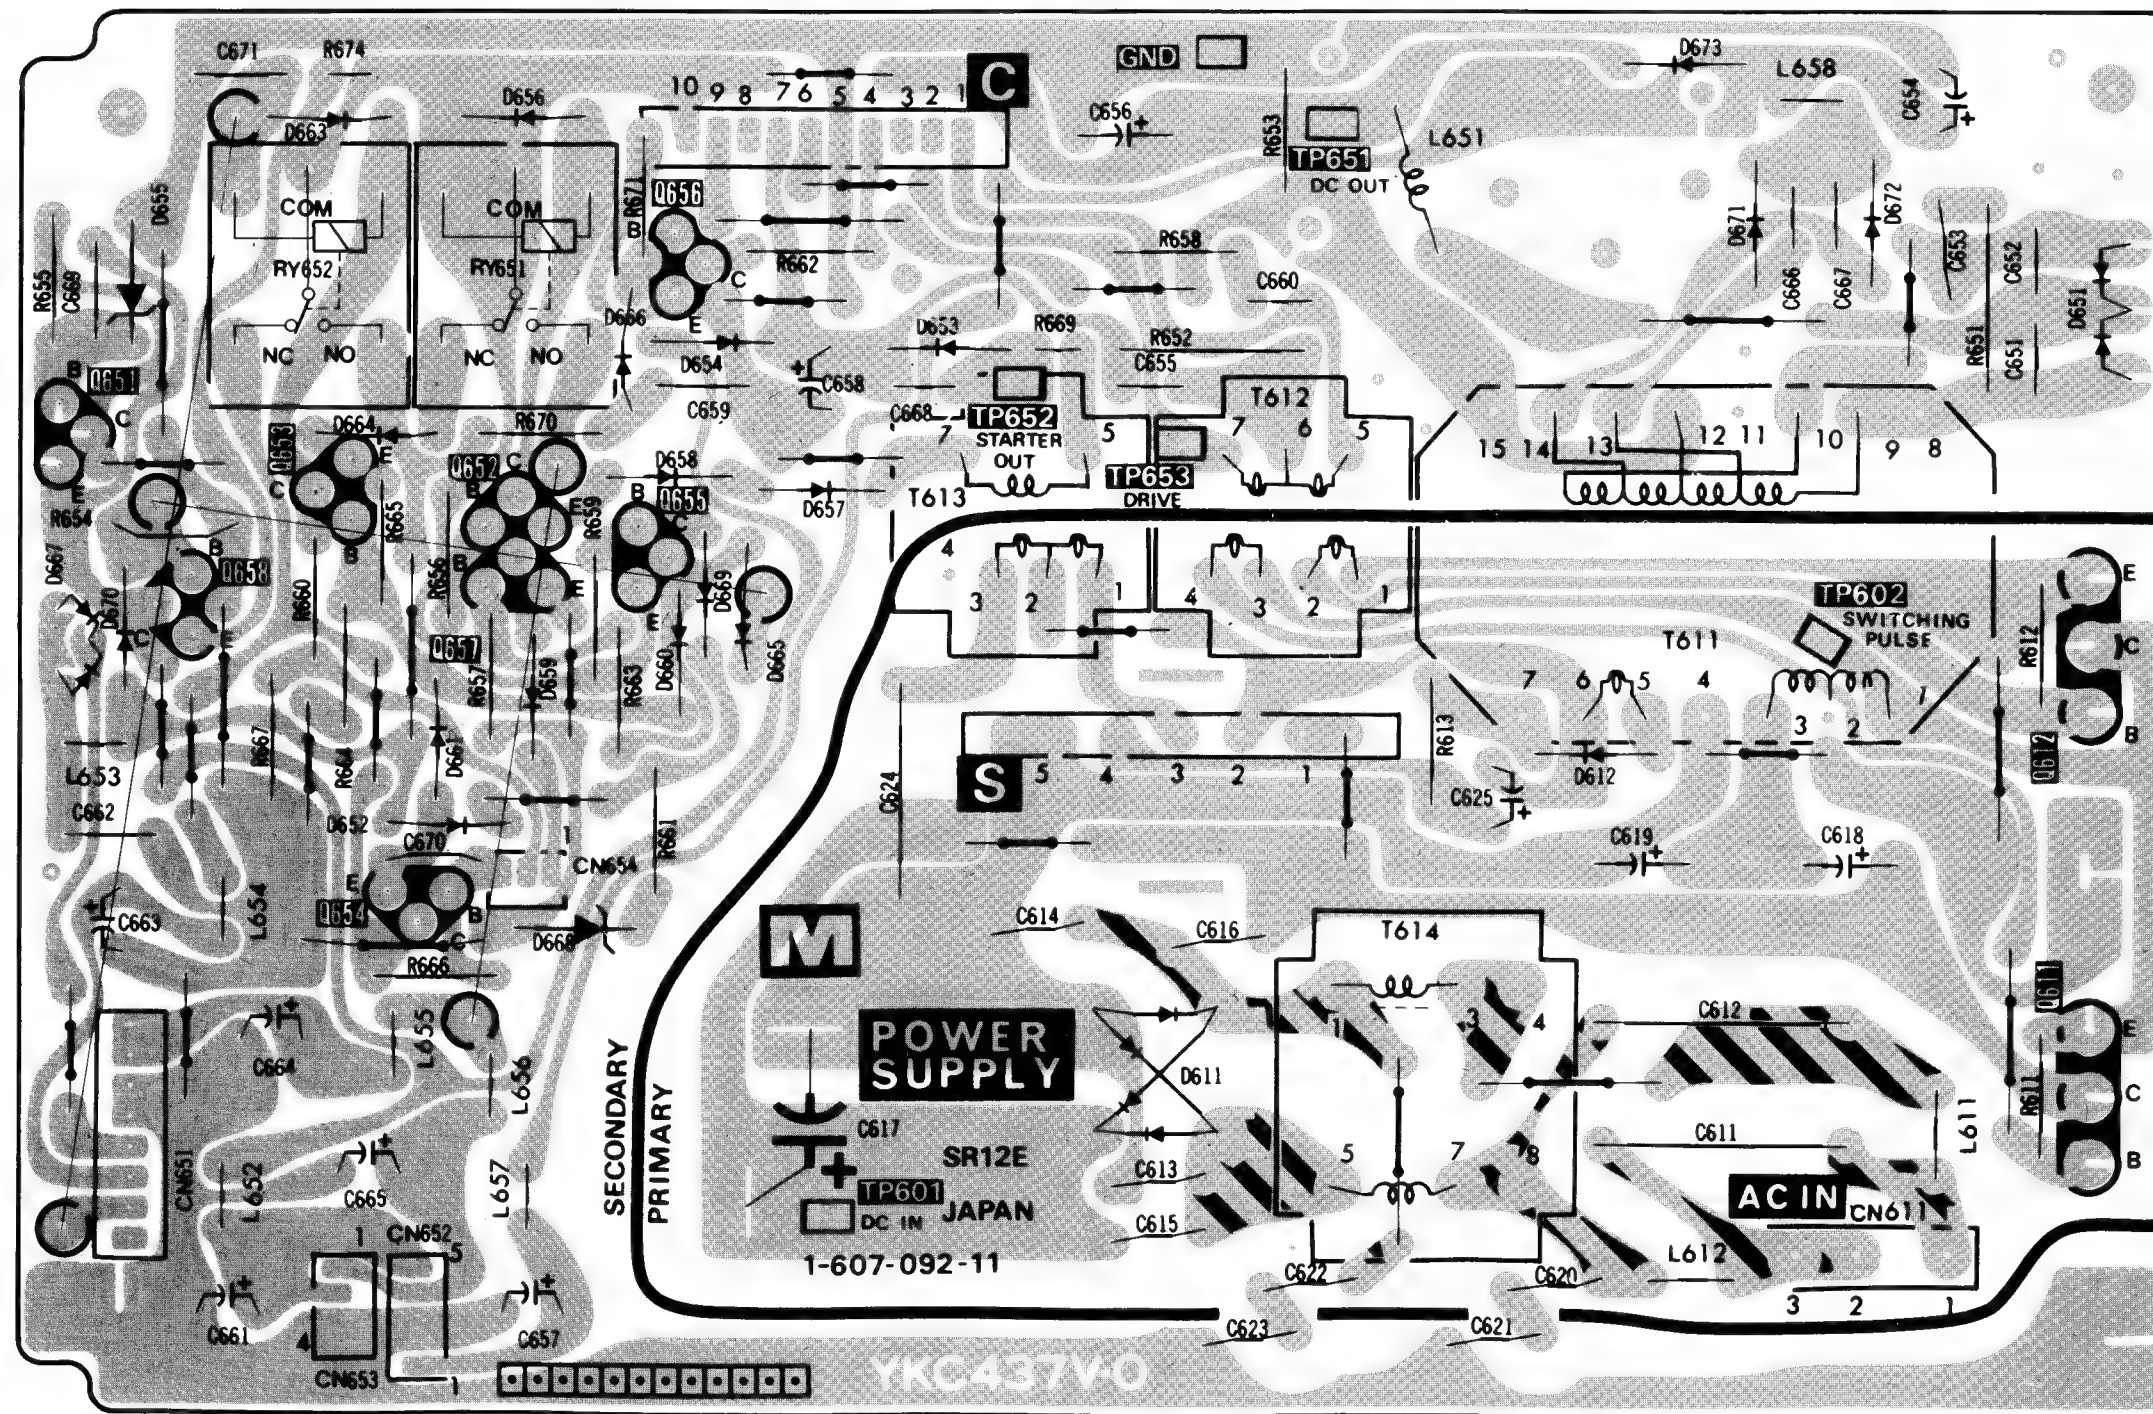 C671 R674 GND D673 L658
10 9 8 7 6 5 4 3 2 1 C
D656 C656 C654
D663 R653 TP651 L651
DC OUT
D655 COM COM R671 Q656
B C E
R662 R658 D671 D672
RY652 RY651 C660 C666 C667 C653 C652
R655 C669 D666 D653 R669 R652 D651
NC NO NC NO D654 C658 C655 R651 C651
B Q651 C E
C659 C668 TP652 T612
STARTER
OUT
7 5 7 6 5
TP653
DRIVE
15 14 13 12 11 10 9 8
D664 R670 Q653 E C B
Q652 C B E B E
D658 Q655 B C E
D657 T613
R654 R665 R659
D667 B Q658 C E D670
R660 R656 D669
4 3 2 1 4 3 2 1
TP602
SWITCHING
PULSE
T611
E C B
R612 Q612
Q657 R657 D659 R663 D660 D665
7 6 5 4 3 2 1
R667 R664 D661 R613
L653 S 5 4 3 2 1 D612
C662 C624 C625
D652 C670 1 R661 C619 C618
CN654
L654 E Q654 B C
C663 D668 M C614 C616 T614
R666 Q611
1 3 4 C612
POWER
SUPPLY
L655 C664 D611 E
L656 R611 C
SECONDARY
PRIMARY
C617 5 7 8 C611 L611
SR12E B
CN651 L652 C665 L657 C613
TP601
DC IN JAPAN AC IN CN611
C615
1 CN652 5
1-607-092-11 L612
C622 C620 3 2 1
C661 4 C657 C623 C621
CN653 1
YKC437V-0